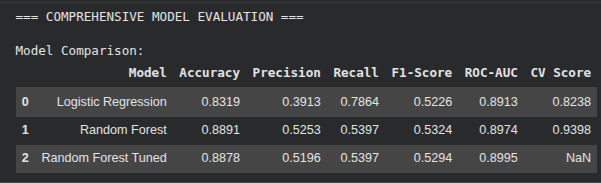 === COMPREHENSIVE MODEL EVALUATION ===
Model Comparison:
Model Accuracy Precision Recall F1-Score ROC-AUC CV Score
0 Logistic Regression 0.8319 0.3913 0.7864 0.5226 0.8913 0.8238
1 Random Forest 0.8891 0.5253 0.5397 0.5324 0.8974 0.9398
2 Random Forest Tuned 0.8878 0.5196 0.5397 0.5294 0.8995 NaN